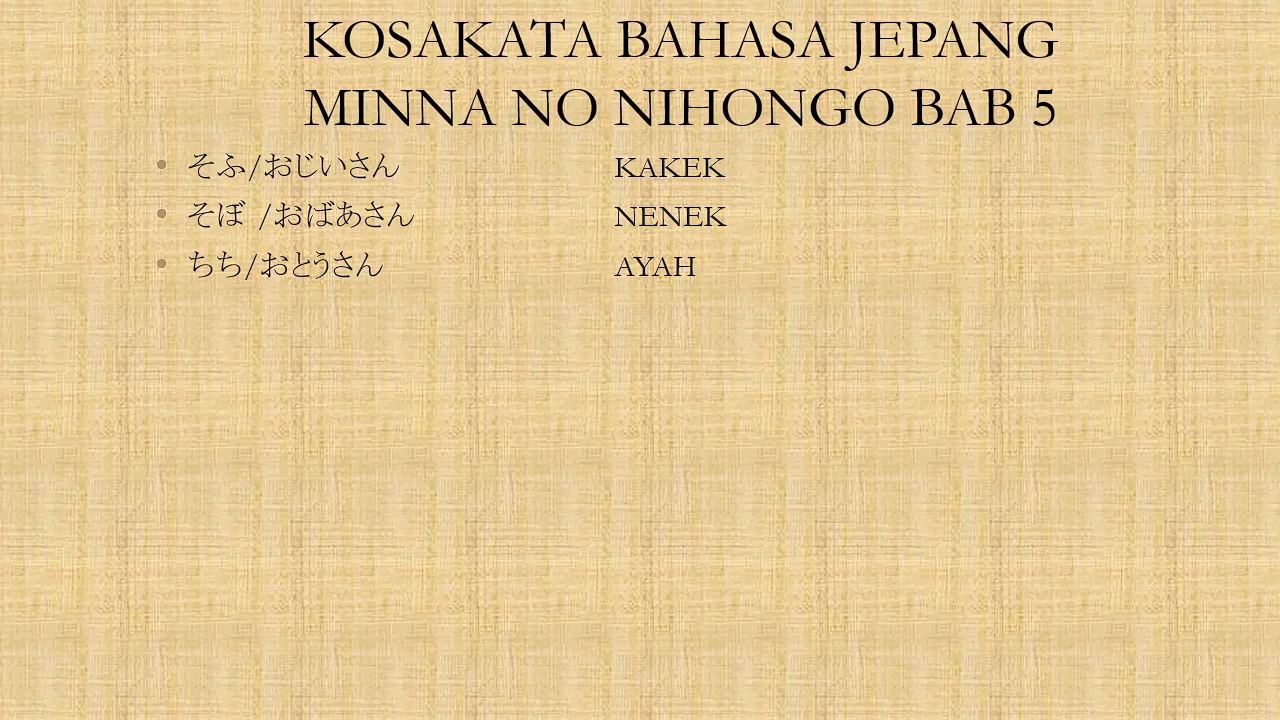 KOSAKATA BAHASA JEPANG
MINNA NO NIHONGO BAB 5
• そふ/おじいさん KAKEK
• そぼ /おばあさん NENEK
• ちち/おとうさん AYAH